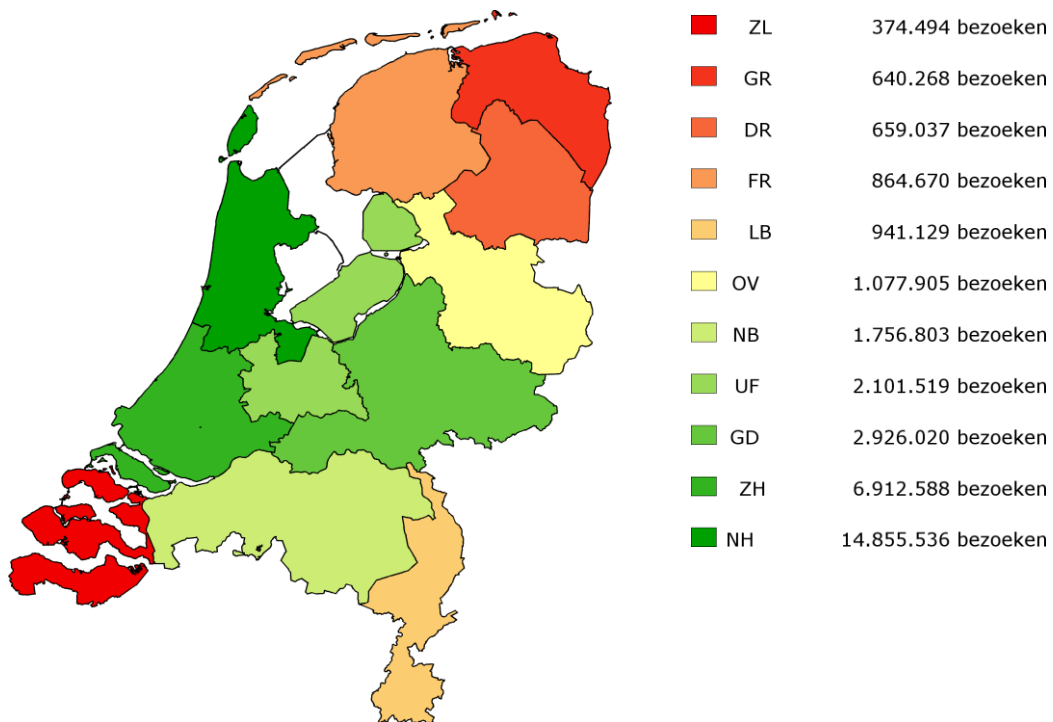 ZL 374.494 bezoeken
GR 640.268 bezoeken
DR 659.037 bezoeken
FR 864.670 bezoeken
LB 941.129 bezoeken
OV 1.077.905 bezoeken
NB 1.756.803 bezoeken
UF 2.101.519 bezoeken
GD 2.926.020 bezoeken
ZH 6.912.588 bezoeken
NH 14.855.536 bezoeken